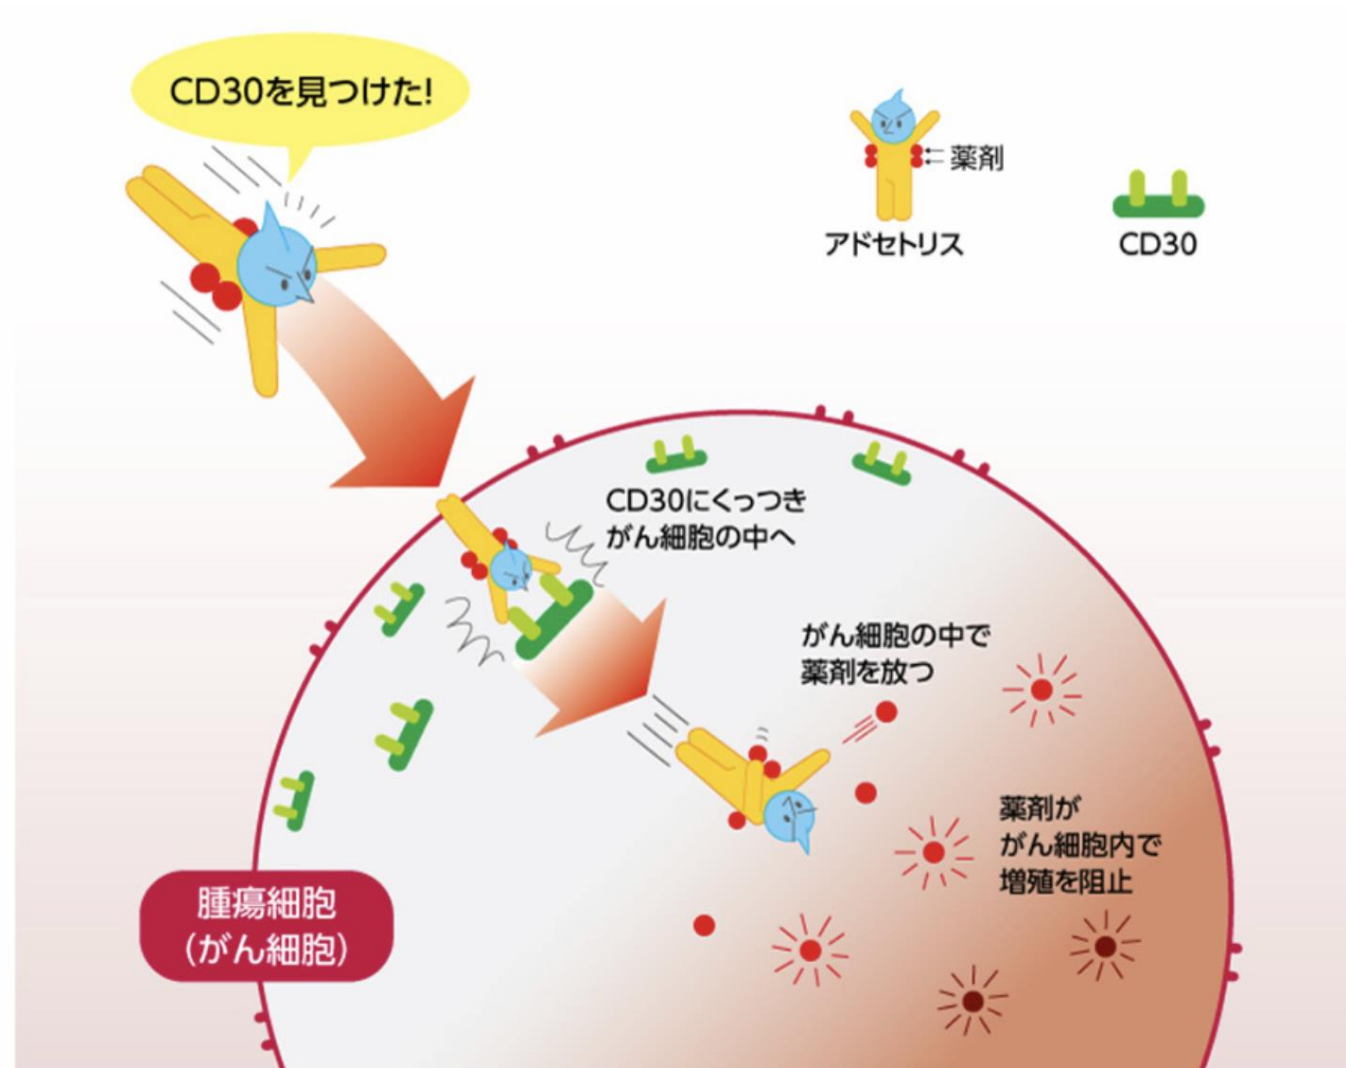 CD30を見つけた!
薬剤
アドセトリス
CD30
CD30にくっつき
がん細胞の中へ
がん細胞の中で
薬剤を放つ
薬剤が
がん細胞内で
増殖を阻止
腫瘍細胞
(がん細胞)